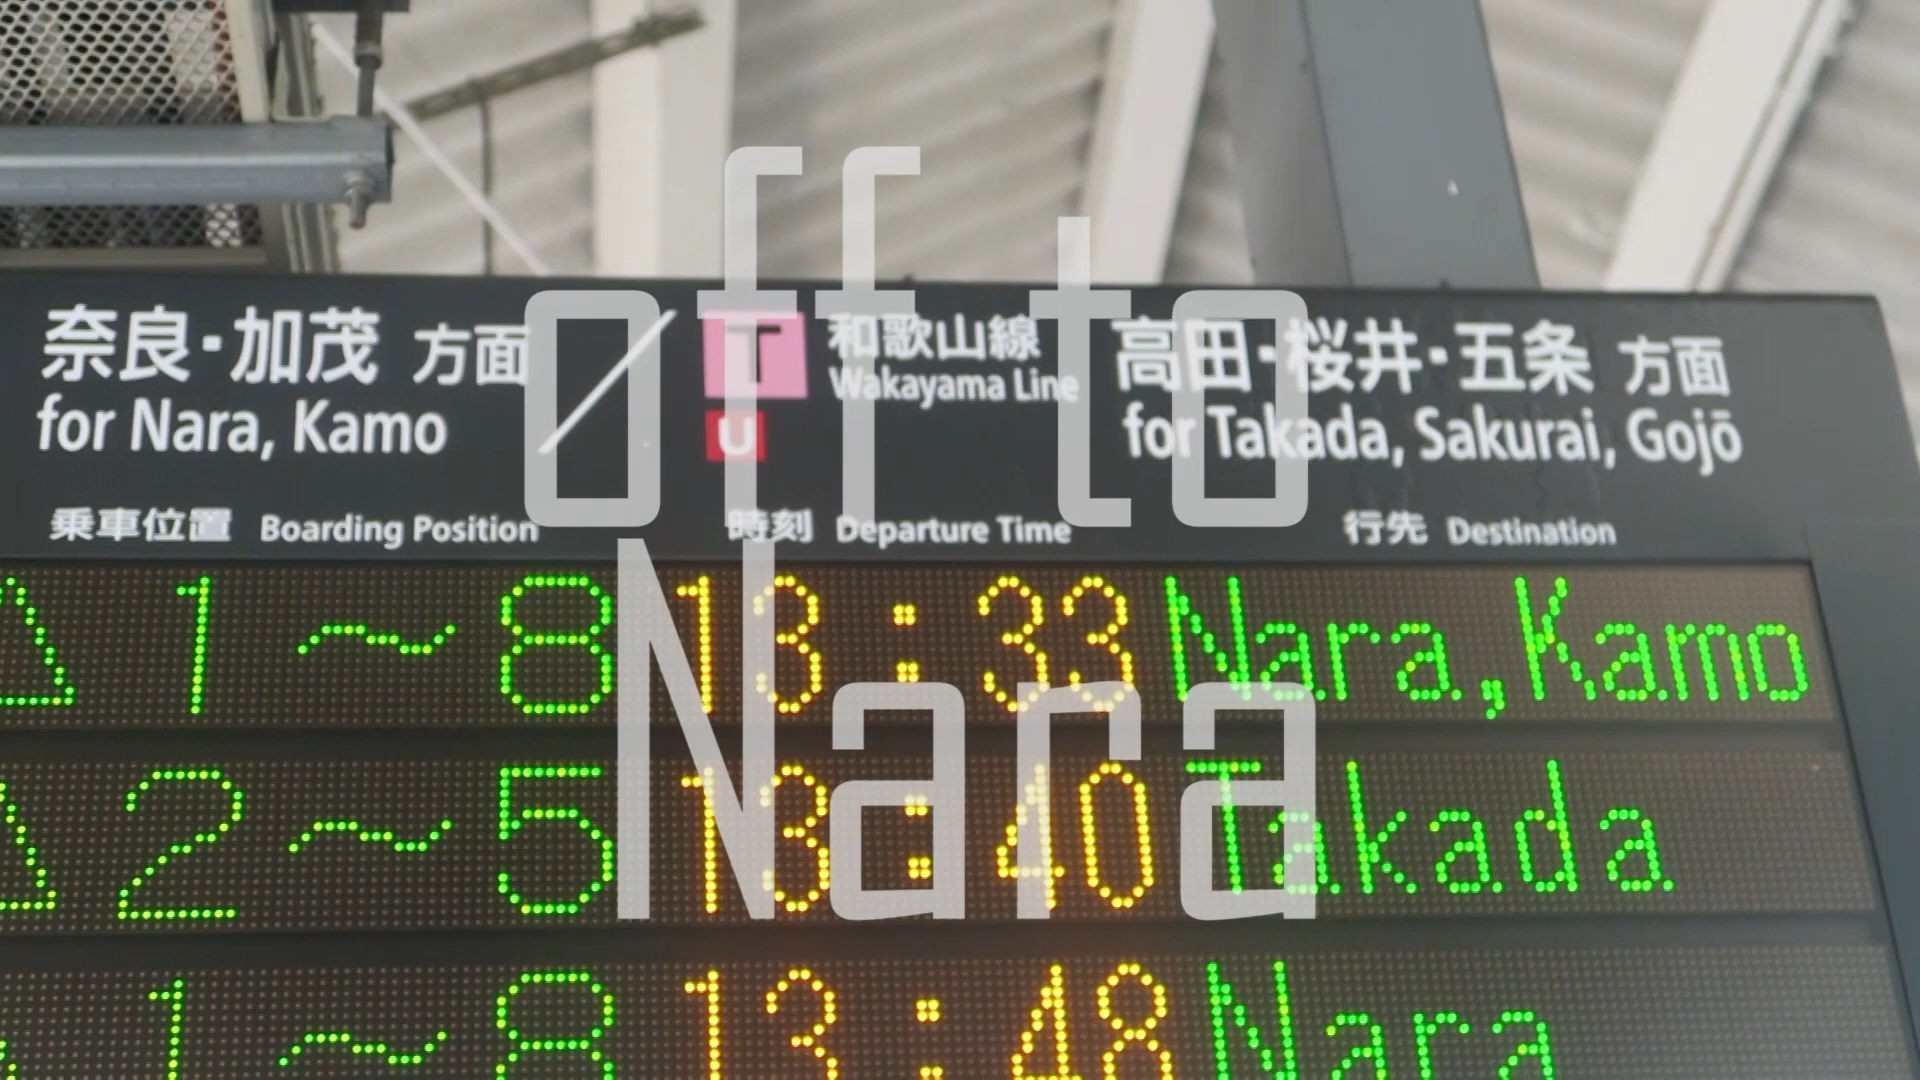 off to
Nara
奈良・加茂 方面
for Nara, Kamo
T 和歌山線
Wakayama Line
U
高田・桜井・五条 方面
for Takada, Sakurai, Gojō
乗車位置 Boarding Position 時刻 Departure Time 行先 Destination
△ 1～8 13:33 Nara,Kamo
△ 2～5 13:40 Takada
1～8 13:48 Nara